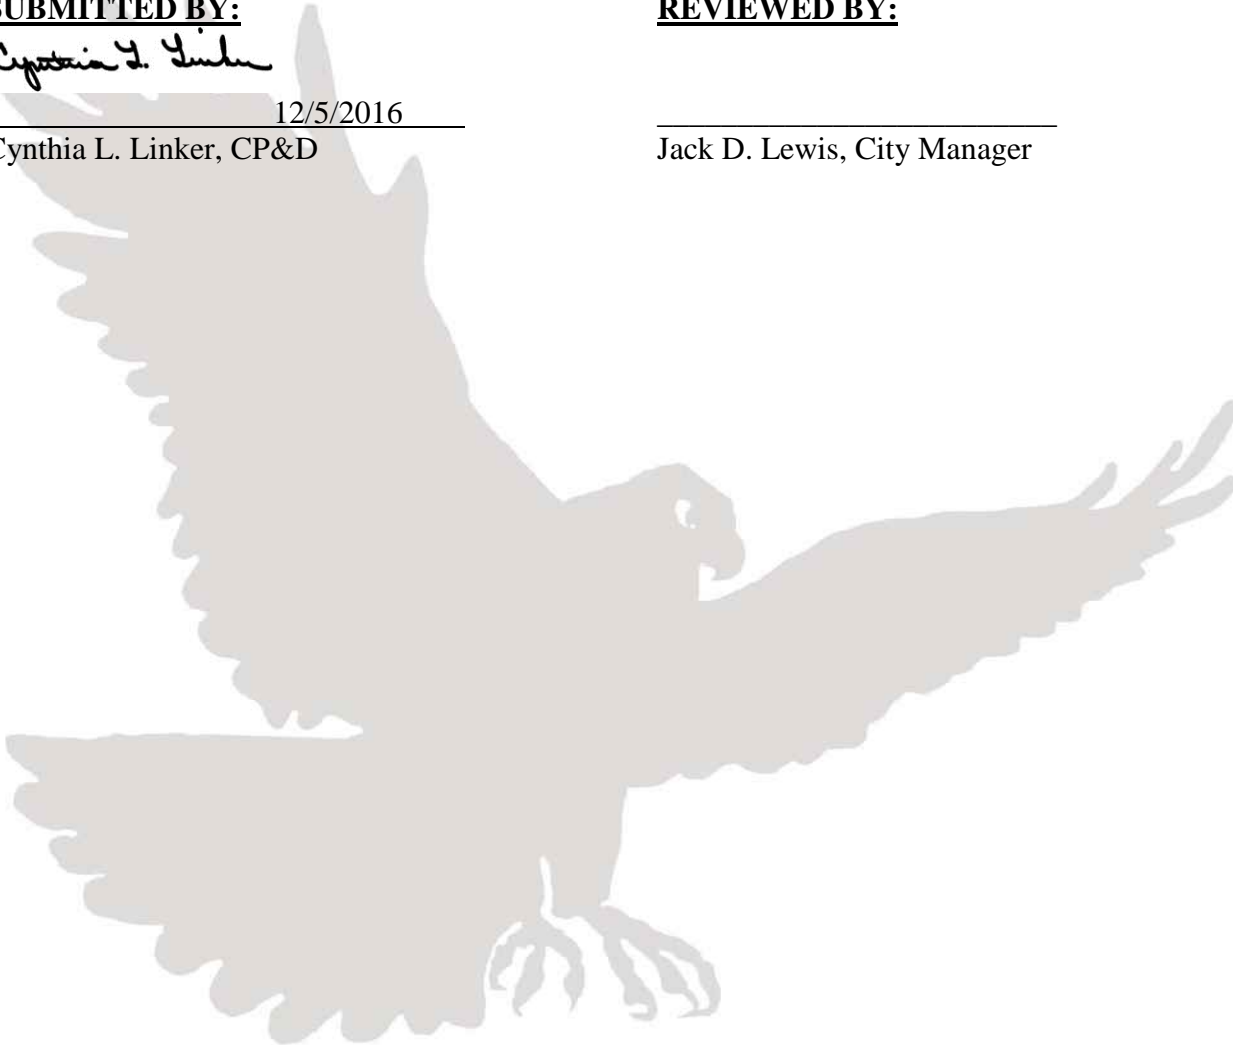 SUBMITTED BY:
Cynthia L. Linker
12/5/2016
Cynthia L. Linker, CP&D
REVIEWED BY:
Jack D. Lewis, City Manager